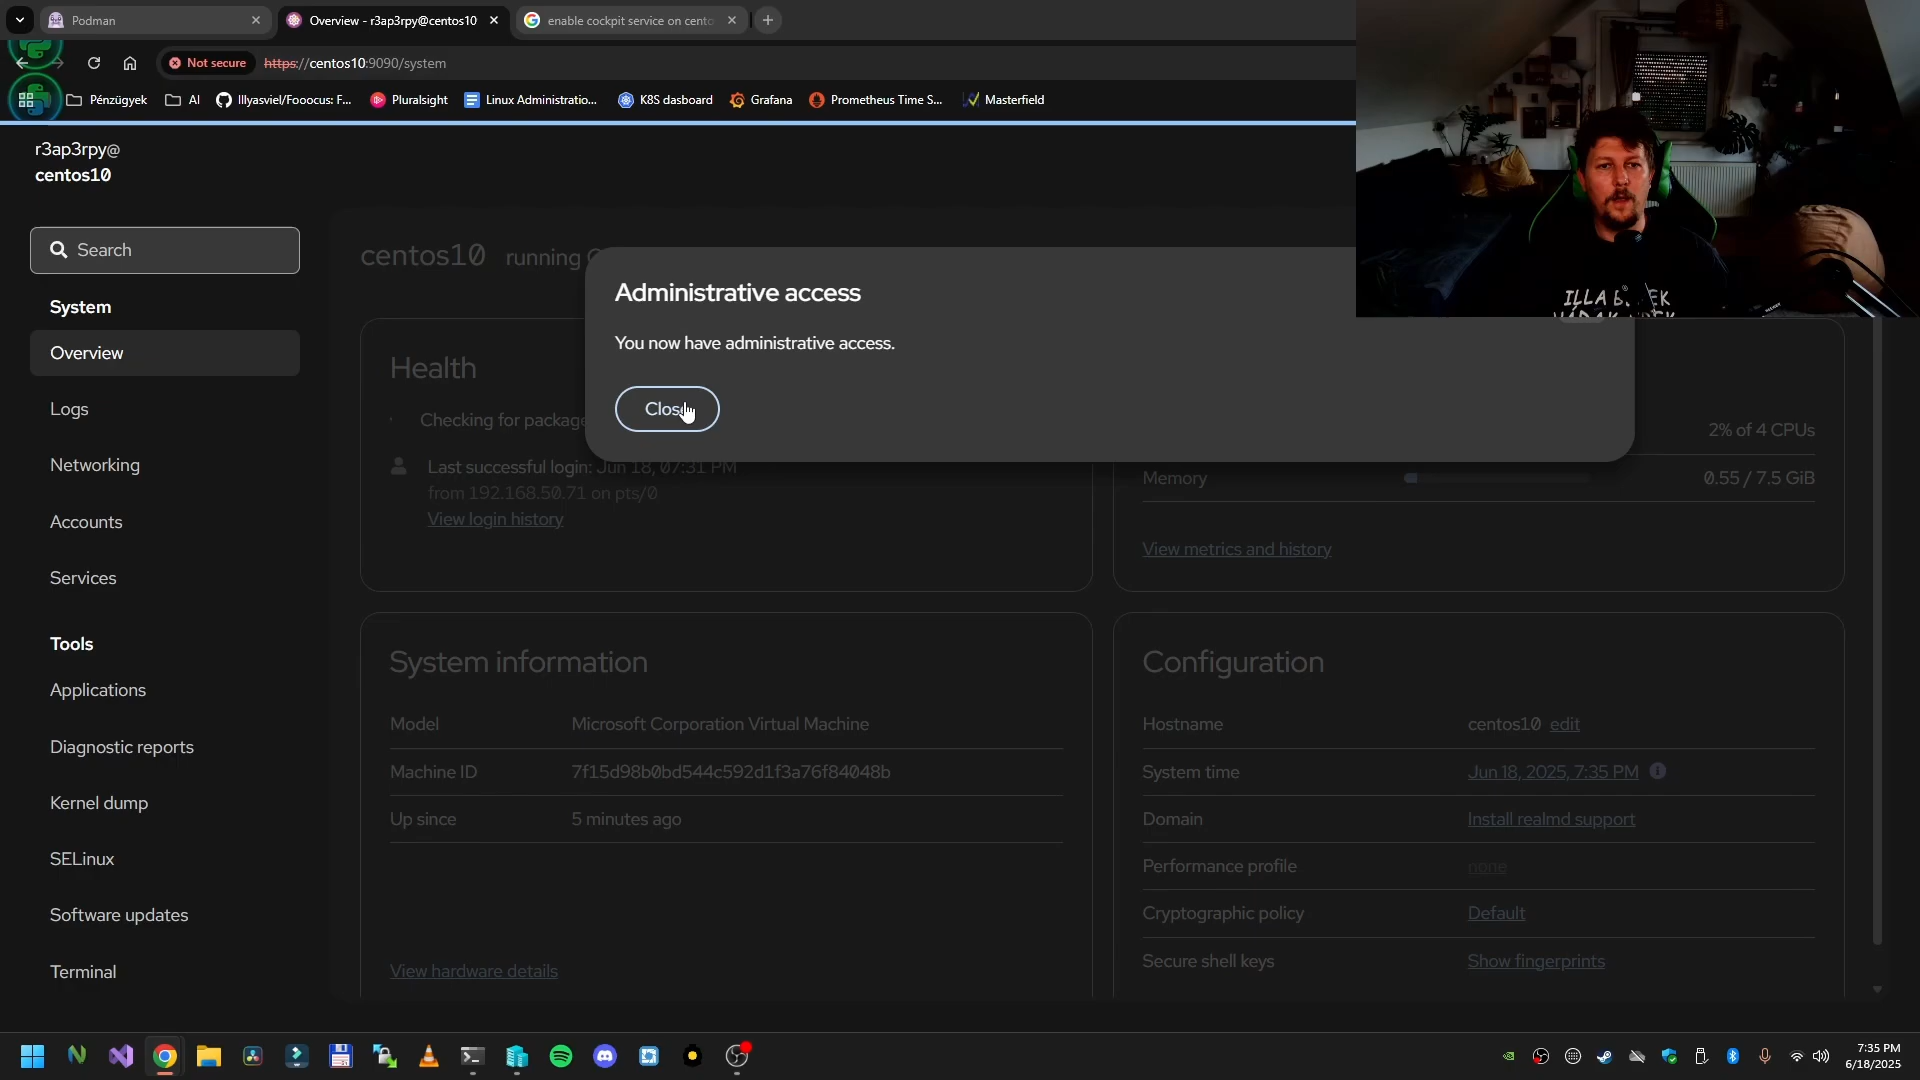 Podman
Overview - r3ap3rpy@centos10
enable cockpit service on cento
Not secure
https://centos10:9090/system
Pénzügyek
AI
Illyasviel/Fooocus: F...
Pluralsight
Linux Administratio...
K8S dasboard
Grafana
Prometheus Time S...
Masterfield
r3ap3rpy@
centos10
Search
System
Overview
Logs
Networking
Accounts
Services
Tools
Applications
Diagnostic reports
Kernel dump
SELinux
Software updates
Terminal
centos10 running
Administrative access
You now have administrative access.
Close
Health
Checking for package
Last successful login: Jun 18, 07:31 PM
from 192.168.50.71 on pts/0
View login history
2% of 4 CPUs
Memory 0.55 / 7.5 GiB
View metrics and history
System information
Model Microsoft Corporation Virtual Machine
Machine ID 7f15d98b0bd544c592d1f3a76f84048b
Up since 5 minutes ago
View hardware details
Configuration
Hostname centos10 edit
System time Jun 18, 2025, 7:35 PM
Domain Install realmd support
Performance profile none
Cryptographic policy Default
Secure shell keys Show fingerprints
7:35 PM
6/18/2025